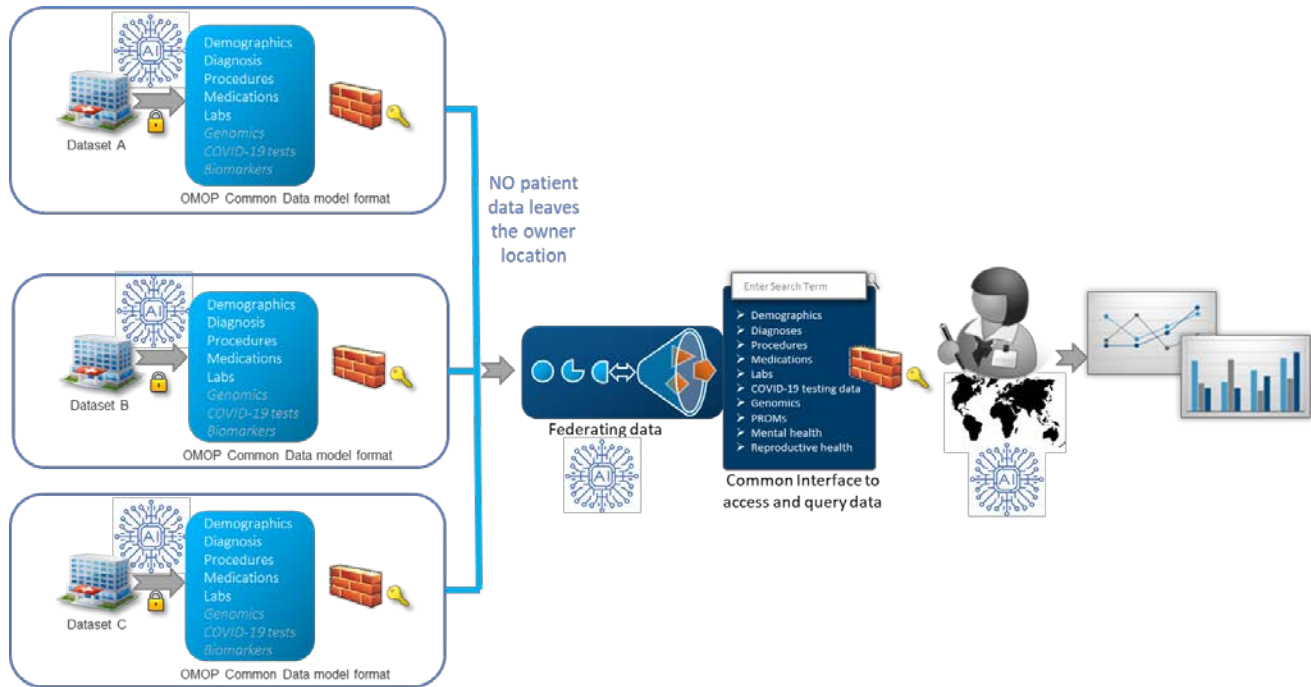 AI
Demographics
Diagnosis
Procedures
Medications
Labs
Genomics
COVID-19 tests
Biomarkers
Dataset A
OMOP Common Data model format
NO patient
data leaves
the owner
location
AI
Demographics
Diagnosis
Procedures
Medications
Labs
Genomics
COVID-19 tests
Biomarkers
Dataset B
OMOP Common Data model format
Federating data
AI
Enter Search Term
Demographics
Diagnoses
Procedures
Medications
Labs
COVID-19 testing data
Genomics
PROMs
Mental health
Reproductive health
Common Interface to
access and query data
AI
AI
Demographics
Diagnosis
Procedures
Medications
Labs
Genomics
COVID-19 tests
Biomarkers
Dataset C
OMOP Common Data model format